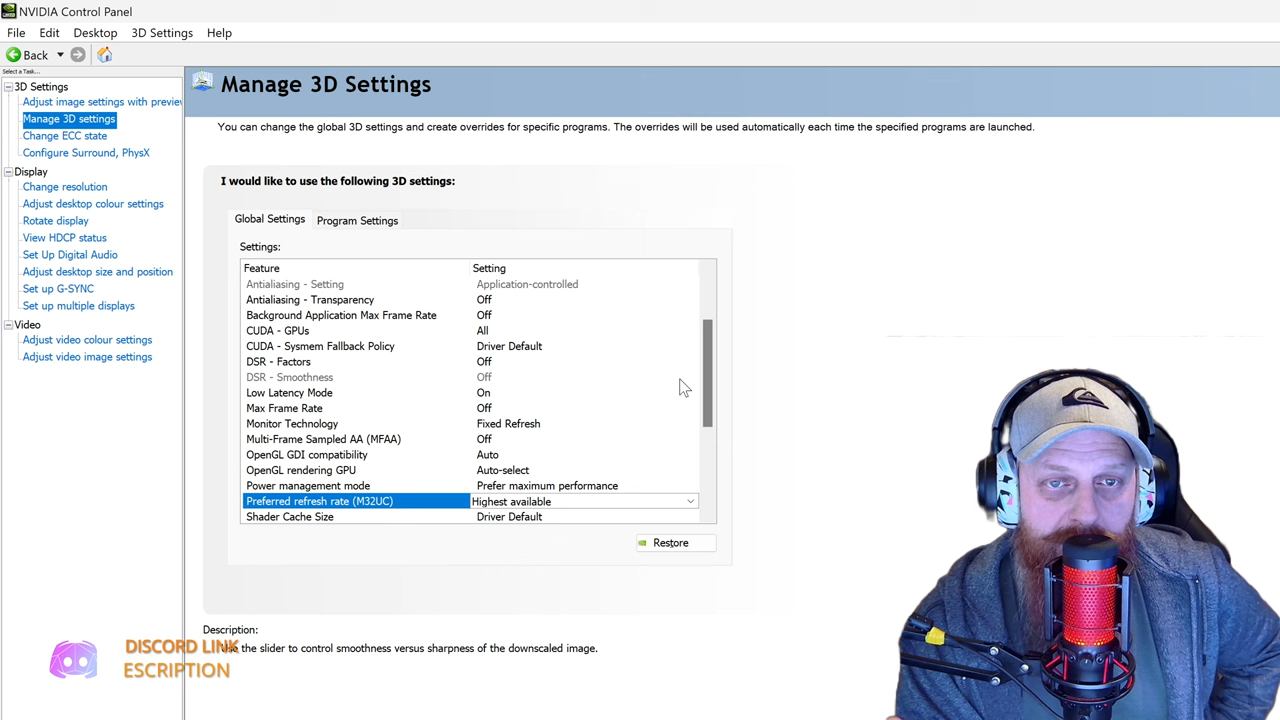 NVIDIA Control Panel
File Edit Desktop 3D Settings Help
Back
Select a Task...
3D Settings
Adjust image settings with preview
Manage 3D settings
Change ECC state
Configure Surround, PhysX
Display
Change resolution
Adjust desktop colour settings
Rotate display
View HDCP status
Set Up Digital Audio
Adjust desktop size and position
Set up G-SYNC
Set up multiple displays
Video
Adjust video colour settings
Adjust video image settings
Manage 3D Settings
You can change the global 3D settings and create overrides for specific programs. The overrides will be used automatically each time the specified programs are launched.
I would like to use the following 3D settings:
Global Settings Program Settings
Settings:
Feature Setting
Antialiasing - Setting Application-controlled
Antialiasing - Transparency Off
Background Application Max Frame Rate Off
CUDA - GPUs All
CUDA - Sysmem Fallback Policy Driver Default
DSR - Factors Off
DSR - Smoothness Off
Low Latency Mode On
Max Frame Rate Off
Monitor Technology Fixed Refresh
Multi-Frame Sampled AA (MFAA) Off
OpenGL GDI compatibility Auto
OpenGL rendering GPU Auto-select
Power management mode Prefer maximum performance
Preferred refresh rate (M32UC) Highest available
Shader Cache Size Driver Default
Restore
Description:
the slider to control smoothness versus sharpness of the downscaled image.
DISCORD LINK
ESCRIPTION